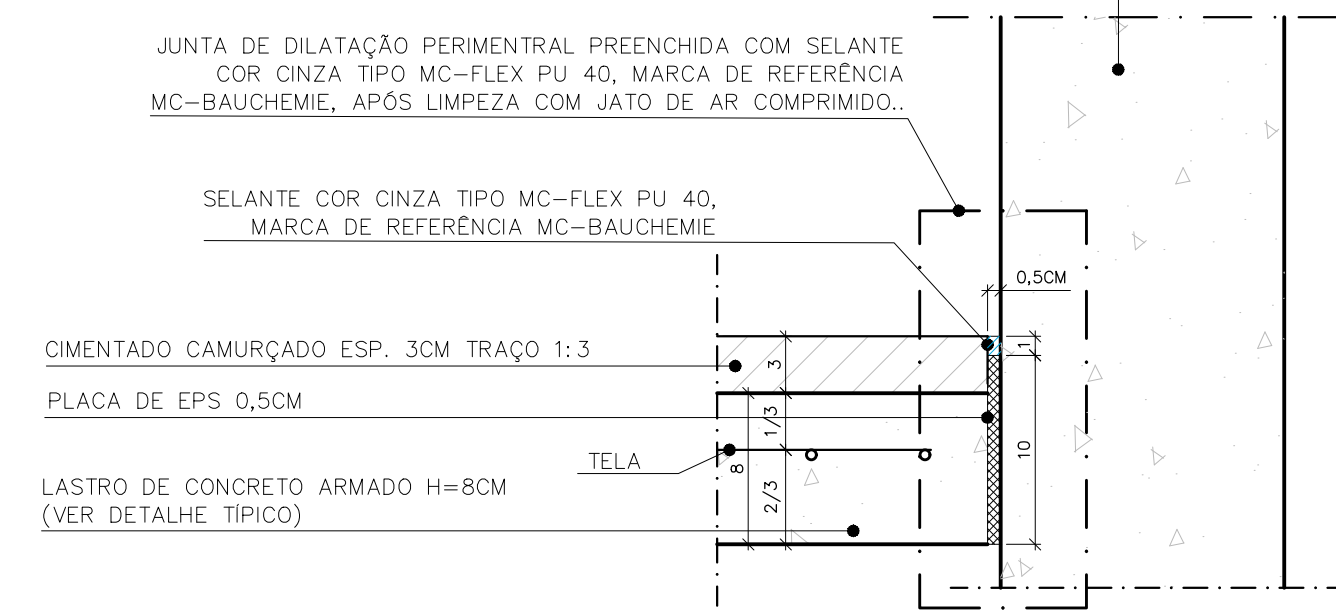 JUNTA DE DILATAÇÃO PERIMENTRAL PREENCHIDA COM SELANTE
COR CINZA TIPO MC-FLEX PU 40, MARCA DE REFERÊNCIA
MC-BAUCHEMIE, APÓS LIMPEZA COM JATO DE AR COMPRIMIDO..
SELANTE COR CINZA TIPO MC-FLEX PU 40,
MARCA DE REFERÊNCIA MC-BAUCHEMIE
0,5CM
CIMENTADO CAMURÇADO ESP. 3CM TRAÇO 1:3
3
1
PLACA DE EPS 0,5CM
1/3
10
TELA
8
2/3
LASTRO DE CONCRETO ARMADO H=8CM
(VER DETALHE TÍPICO)